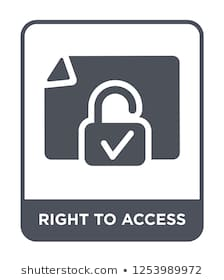 RIGHT TO ACCESS
shutterstock.com • 1253989972